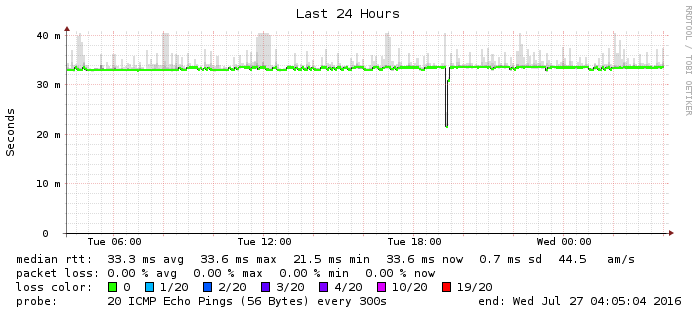 Last 24 Hours
RRDTOOL / TOBI OETIKER
Seconds
40 m
30 m
20 m
10 m
0
Tue 06:00 Tue 12:00 Tue 18:00 Wed 00:00
median rtt: 33.3 ms avg 33.6 ms max 21.5 ms min 33.6 ms now 0.7 ms sd 44.5 am/s
packet loss: 0.00 % avg 0.00 % max 0.00 % min 0.00 % now
loss color: 0 1/20 2/20 3/20 4/20 10/20 19/20
probe: 20 ICMP Echo Pings (56 Bytes) every 300s end: Wed Jul 27 04:05:04 2016